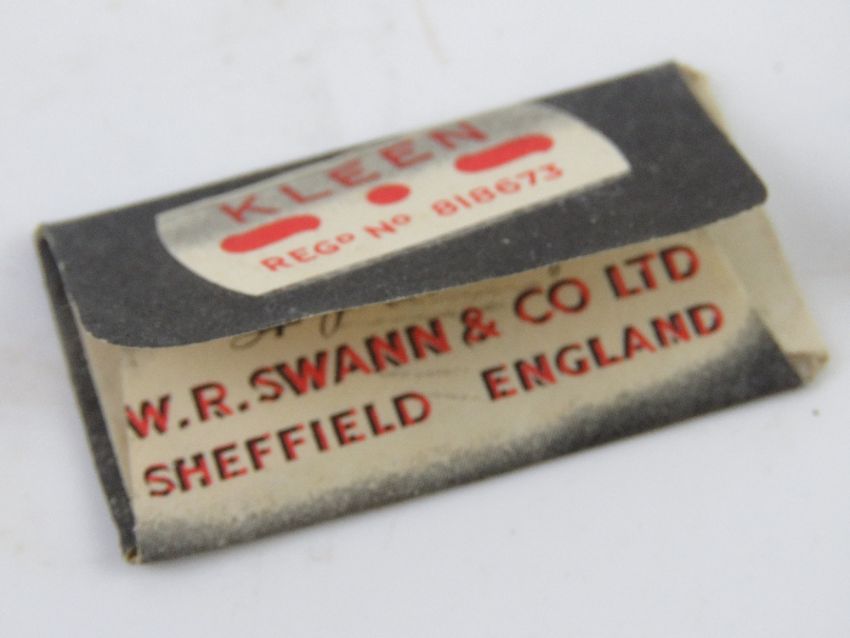 KLEEN
REGD No 818673
W.R. SWANN & CO LTD
SHEFFIELD ENGLAND